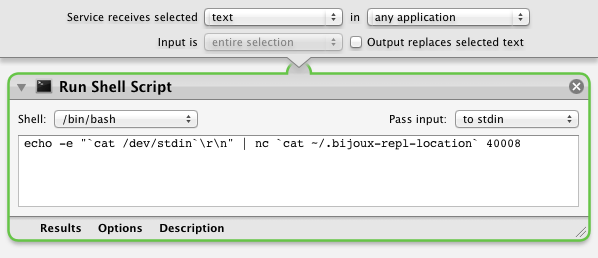 Service receives selected text in any application
Input is entire selection Output replaces selected text
Run Shell Script
Shell: /bin/bash Pass input: to stdin
echo -e "`cat /dev/stdin`\r\n" | nc `cat ~/.bijoux-repl-location` 40008
Results Options Description